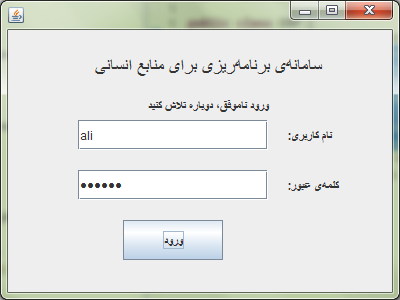 سامانه‌ی برنامه‌ریزی برای منابع انسانی
ورود ناموفق، دوباره تلاش کنید
نام کاربری:
ali
کلمه‌ی عبور:
••••••
ورود